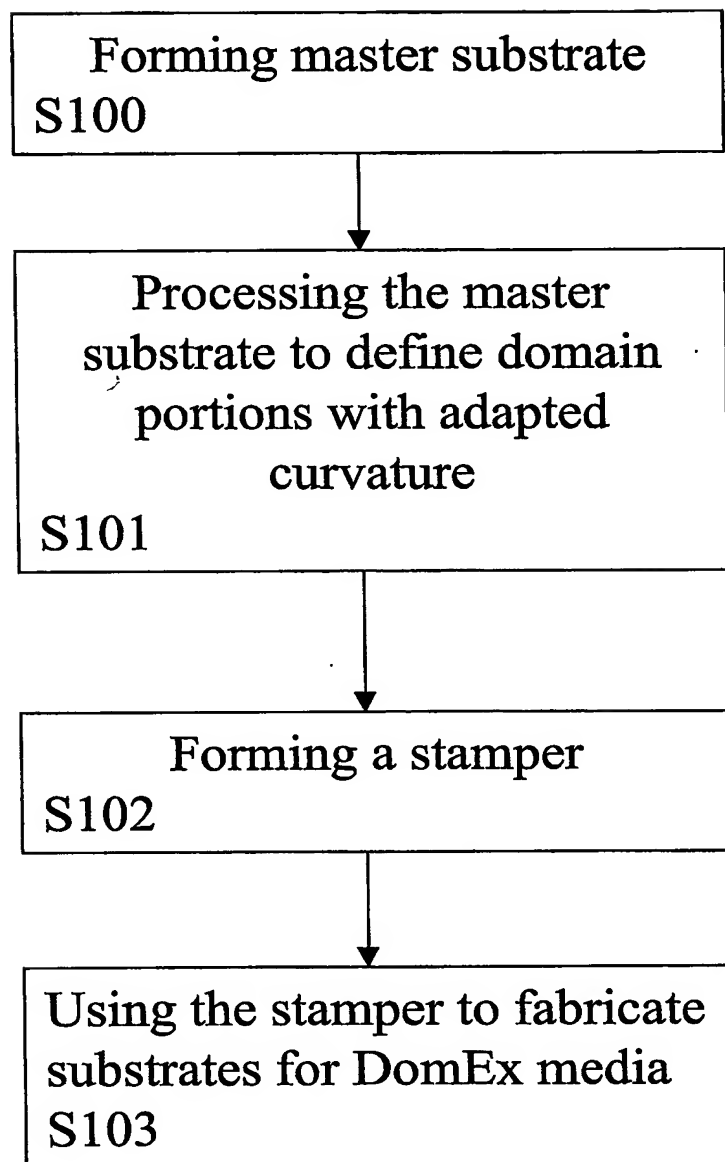 Forming master substrate
S100
Processing the master
substrate to define domain
portions with adapted
curvature
S101
Forming a stamper
S102
Using the stamper to fabricate
substrates for DomEx media
S103